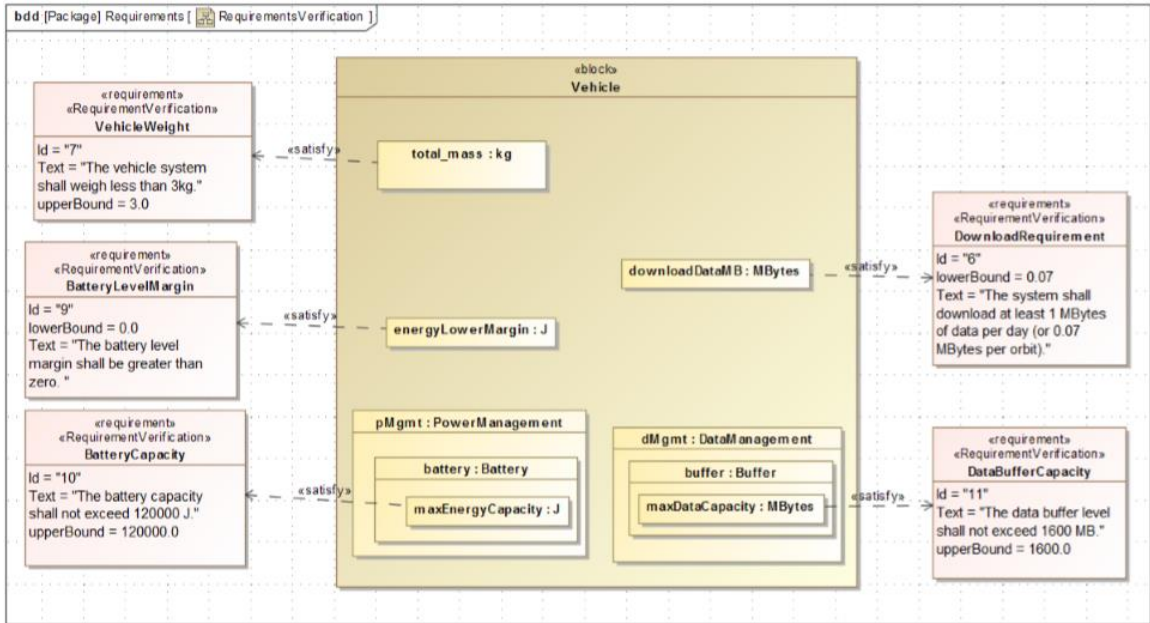 bdd [Package] Requirements [ RequirementsVerification ]
«requirement»
«RequirementVerification»
VehicleWeight
Id = "7"
Text = "The vehicle system
shall weigh less than 3kg."
upperBound = 3.0
«requirement»
«RequirementVerification»
BatteryLevelMargin
Id = "9"
lowerBound = 0.0
Text = "The battery level
margin shall be greater than
zero. "
«requirement»
«RequirementVerification»
BatteryCapacity
Id = "10"
Text = "The battery capacity
shall not exceed 120000 J."
upperBound = 120000.0
«satisfy»
«satisfy»
«satisfy»
«block»
Vehicle
total_mass : kg
downloadDataMB : MBytes
energyLowerMargin : J
pMgmt : PowerManagement
battery : Battery
maxEnergyCapacity : J
dMgmt : DataManagement
buffer : Buffer
maxDataCapacity : MBytes
«satisfy»
«satisfy»
«requirement»
«RequirementVerification»
DownloadRequirement
Id = "6"
lowerBound = 0.07
Text = "The system shall
download at least 1 MBytes
of data per day (or 0.07
MBytes per orbit)."
«requirement»
«RequirementVerification»
DataBufferCapacity
Id = "11"
Text = "The data buffer level
shall not exceed 1600 MB."
upperBound = 1600.0